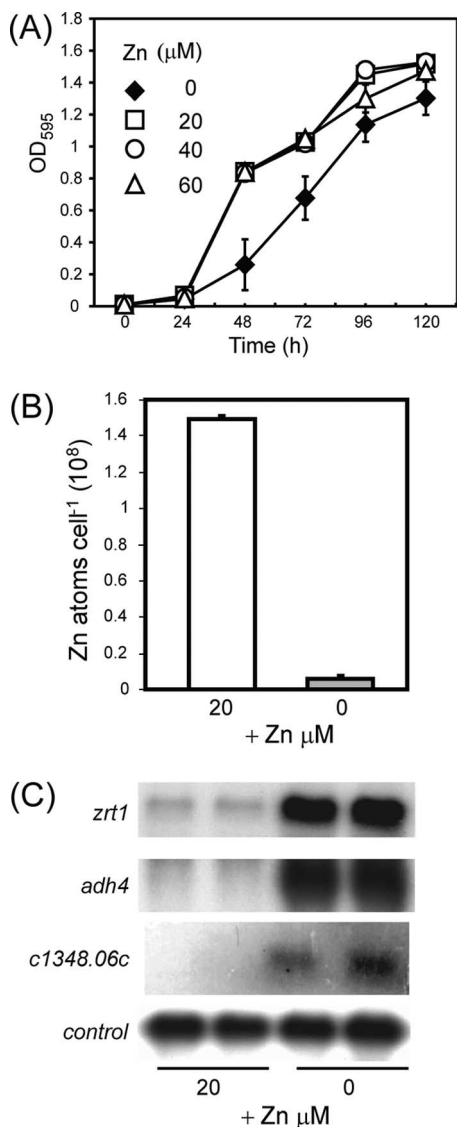 (A)
Zn (μM)
0
20
40
60
OD595
1.8
1.6
1.4
1.2
1
0.8
0.6
0.4
0.2
0
0 24 48 72 96 120
Time (h)
(B)
Zn atoms cell-1 (10^8)
1.6
1.4
1.2
1
0.8
0.6
0.4
0.2
0
20 0
+ Zn μM
(C)
zrt1
adh4
c1348.06c
control
20 0
+ Zn μM